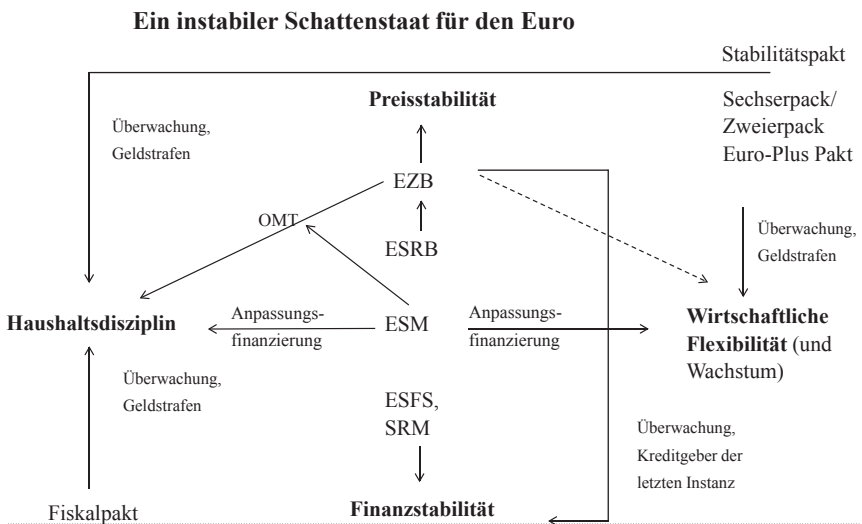 Ein instabiler Schattenstaat für den Euro
Stabilitätspakt
Preisstabilität
Sechserpack/
Zweierpack
Euro-Plus Pakt
Überwachung,
Geldstrafen
EZB
OMT
ESRB
Überwachung,
Geldstrafen
Haushaltsdisziplin
Anpassungs-
finanzierung
ESM
Anpassungs-
finanzierung
Wirtschaftliche
Flexibilität (und
Wachstum)
Überwachung,
Geldstrafen
ESFS,
SRM
Überwachung,
Kreditgeber der
letzten Instanz
Fiskalpakt
Finanzstabilität